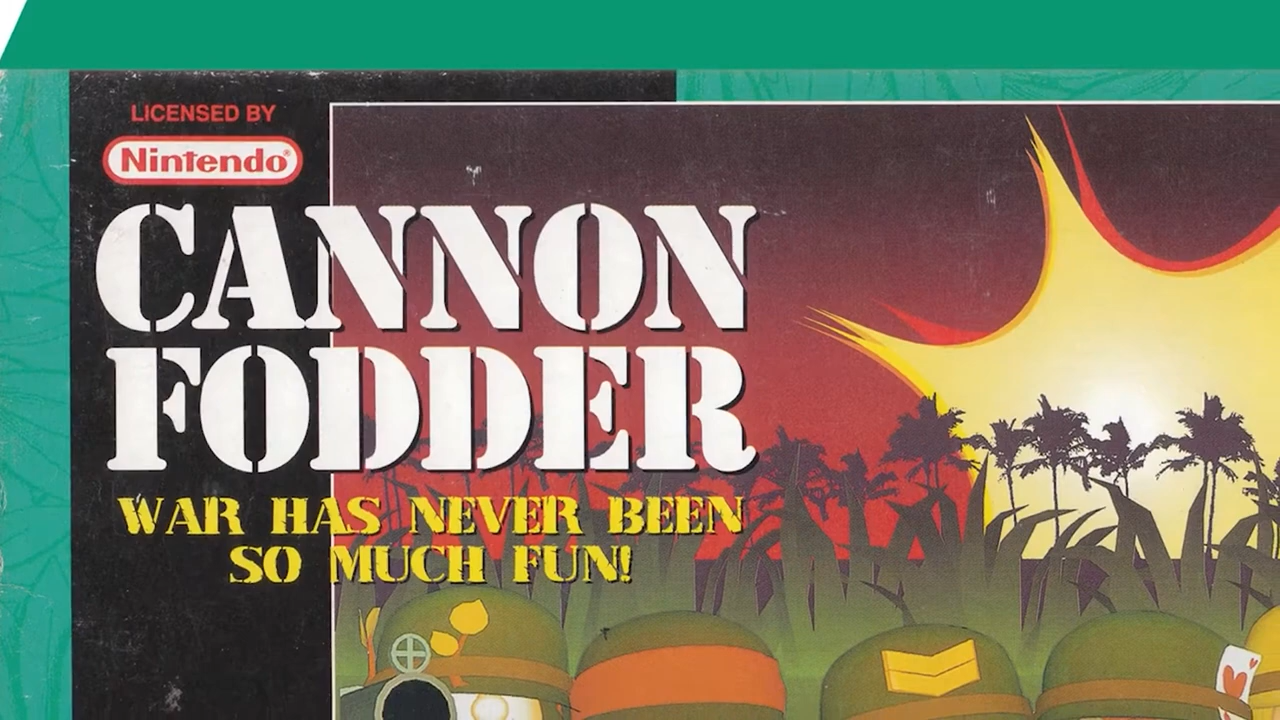 LICENSED BY
Nintendo®
CANNON
FODDER
WAR HAS NEVER BEEN
SO MUCH FUN!